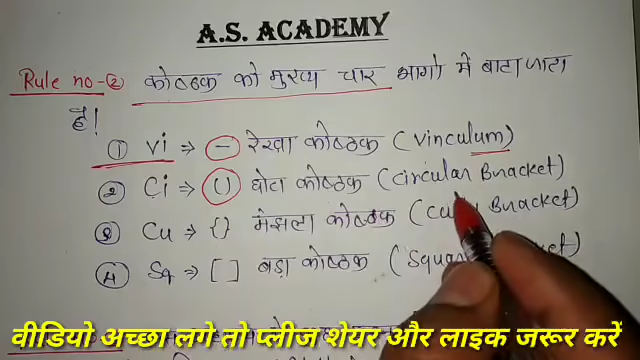 A.S. ACADEMY
Rule no-② कोष्ठक को मुख्य चार भागो में बाटा जाता
है!
① Vi ⇒ — रेखा कोष्ठक (Vinculum)
② Ci ⇒ () छोटा कोष्ठक (Circular Bracket)
③ Cu ⇒ {} मंझला कोष्ठक (Bracket)
④ Sq ⇒ [] बड़ा कोष्ठक
वीडियो अच्छा लगे तो प्लीज शेयर और लाइक जरूर करें